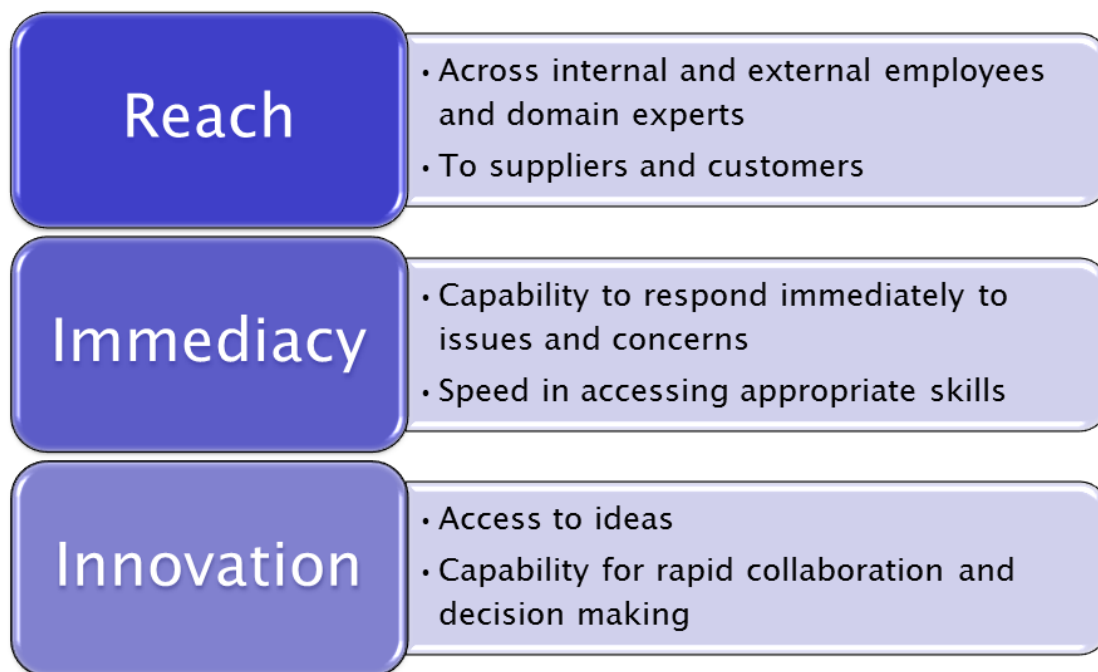 Reach
• Across internal and external employees
and domain experts
• To suppliers and customers
Immediacy
• Capability to respond immediately to
issues and concerns
• Speed in accessing appropriate skills
Innovation
• Access to ideas
• Capability for rapid collaboration and
decision making